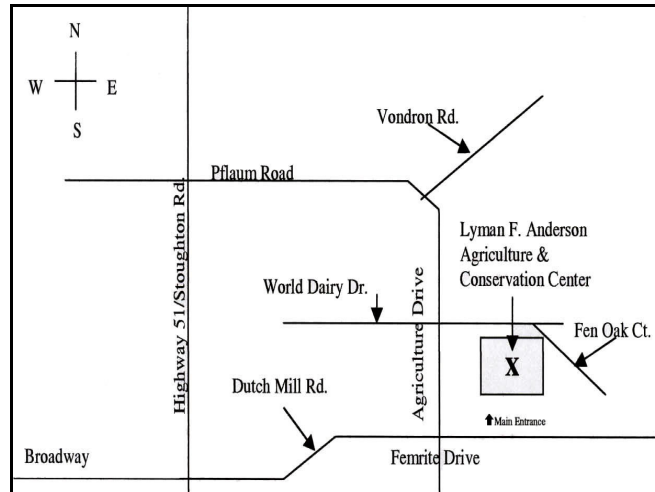 N
W E
S
Vondron Rd.
Pflaum Road
Highway 51/Stoughton Rd.
Lyman F. Anderson
Agriculture &
Conservation Center
World Dairy Dr.
Agriculture Drive
Fen Oak Ct.
X
Dutch Mill Rd.
Main Entrance
Broadway
Femrite Drive